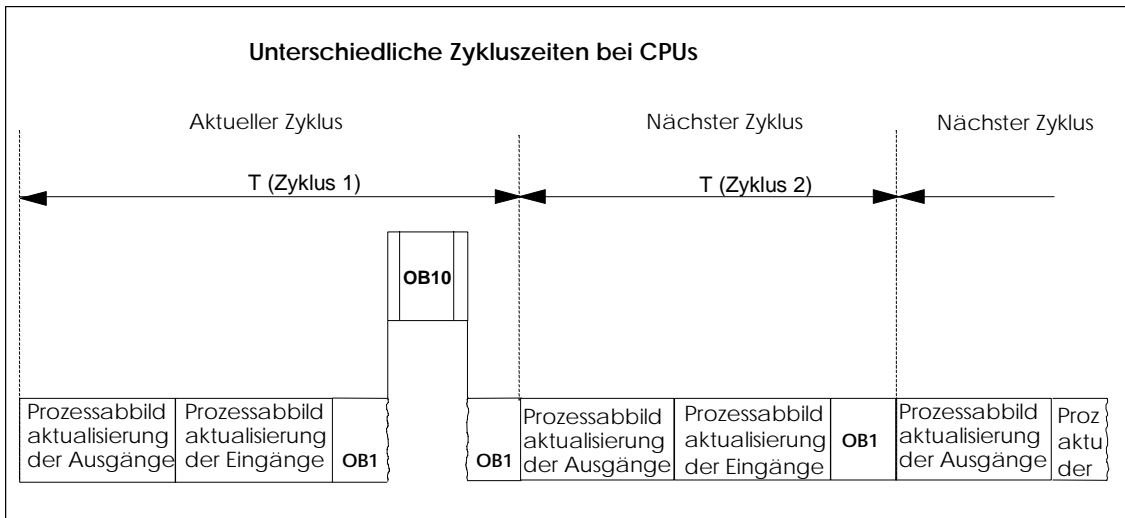 Unterschiedliche Zykluszeiten bei CPUs
Aktueller Zyklus
Nächster Zyklus
Nächster Zyklus
T (Zyklus 1)
T (Zyklus 2)
OB10
Prozessabbild
aktualisierung
der Ausgänge
Prozessabbild
aktualisierung
der Eingänge
OB1
OB1
Prozessabbild
aktualisierung
der Ausgänge
Prozessabbild
aktualisierung
der Eingänge
OB1
Prozessabbild
aktualisierung
der Ausgänge
Proz
aktu
der